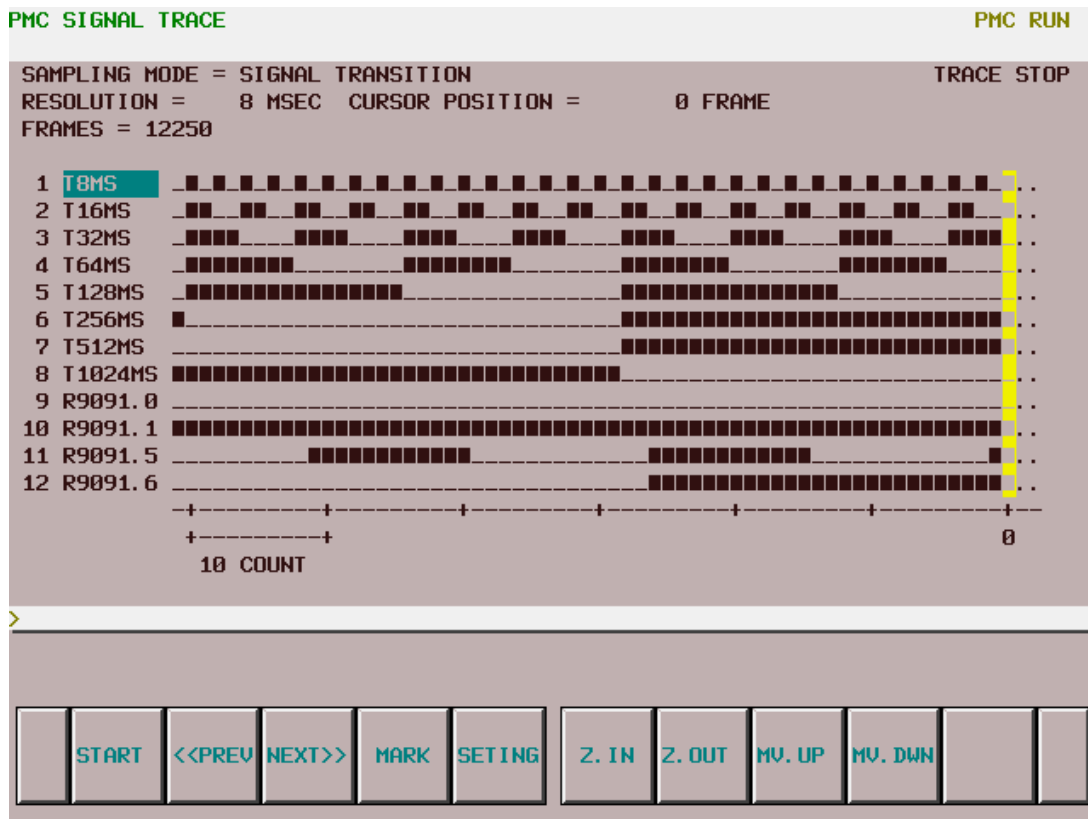 PMC SIGNAL TRACE PMC RUN
SAMPLING MODE = SIGNAL TRANSITION TRACE STOP
RESOLUTION = 8 MSEC CURSOR POSITION = 0 FRAME
FRAMES = 12250
1 T8MS
2 T16MS
3 T32MS
4 T64MS
5 T128MS
6 T256MS
7 T512MS
8 T1024MS
9 R9091.0
10 R9091.1
11 R9091.5
12 R9091.6
0
10 COUNT
>
START <<PREV NEXT>> MARK SETING Z.IN Z.OUT MV.UP MV.DWN